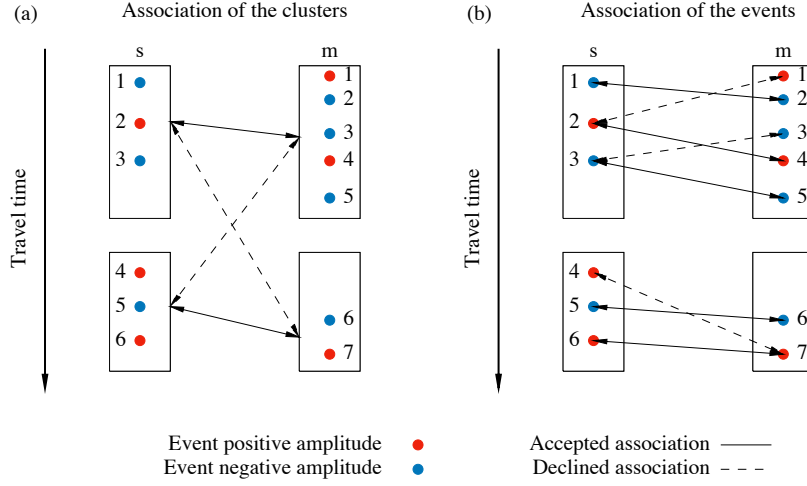 (a) Association of the clusters
s m
1 1
2
2
3
3 4
5
4
5 6
6 7
Travel time
(b) Association of the events
s m
1 1
2
2
3
3 4
5
4
5 6
6 7
Travel time
Event positive amplitude
Event negative amplitude
Accepted association
Declined association